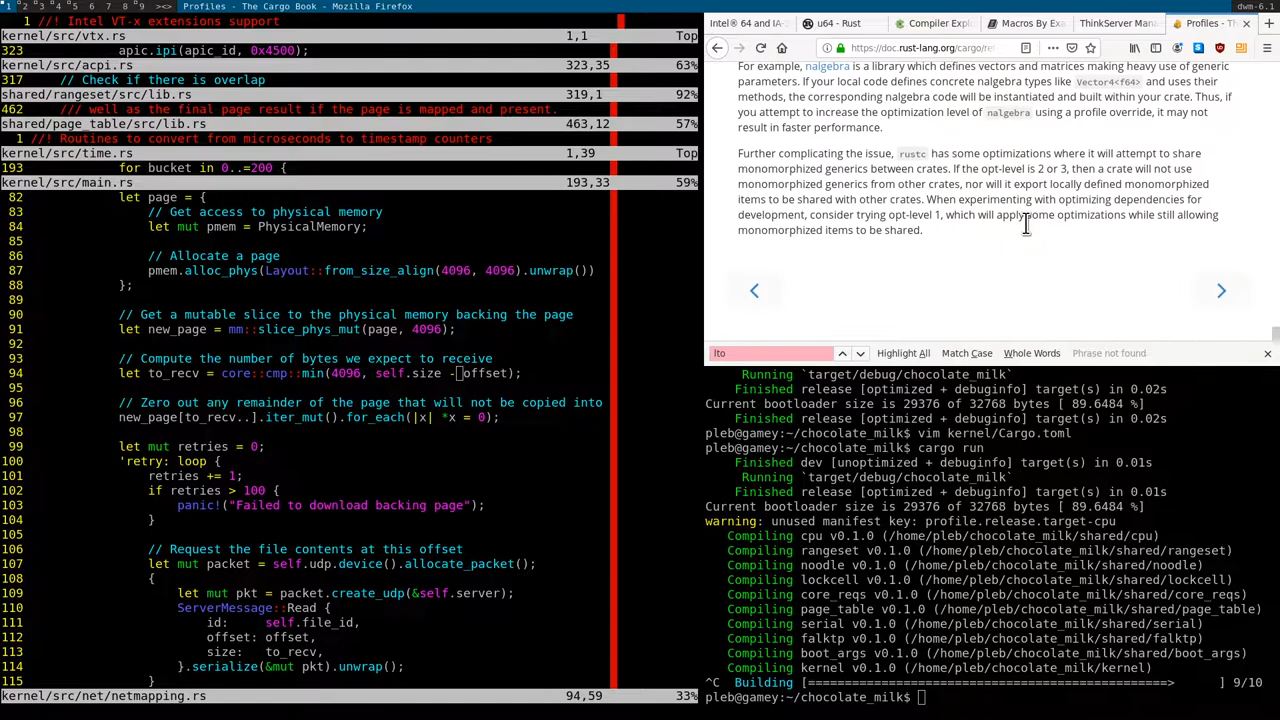 1 2 3 4 5 6 7 8 9 Profiles - The Cargo Book - Mozilla Firefox dwm-6.1
1 //! Intel VT-x extensions support
kernel/src/vtx.rs 1,1 Top
323 apic.ipi(apic_id, 0x4500);
kernel/src/acpi.rs 323,35 63%
317 // Check if there is overlap
shared/rangeset/src/lib.rs 319,1 92%
462 /// well as the final page result if the page is mapped and present.
shared/page_table/src/lib.rs 463,12 57%
1 //! Routines to convert from microseconds to timestamp counters
kernel/src/time.rs 1,39 Top
193 for bucket in 0..=200 {
kernel/src/main.rs 193,33 59%
82 let page = {
83 // Get access to physical memory
84 let mut pmem = PhysicalMemory;
85
86 // Allocate a page
87 pmem.alloc_phys(Layout::from_size_align(4096, 4096).unwrap())
88 };
89
90 // Get a mutable slice to the physical memory backing the page
91 let new_page = mm::slice_phys_mut(page, 4096);
92
93 // Compute the number of bytes we expect to receive
94 let to_recv = core::cmp::min(4096, self.size - offset);
95
96 // Zero out any remainder of the page that will not be copied into
97 new_page[to_recv..].iter_mut().for_each(|x| *x = 0);
98
99 let mut retries = 0;
100 'retry: loop {
101 retries += 1;
102 if retries > 100 {
103 panic!("Failed to download backing page");
104 }
105
106 // Request the file contents at this offset
107 let mut packet = self.udp.device().allocate_packet();
108 {
109 let mut pkt = packet.create_udp(&self.server);
110 ServerMessage::Read {
111 id: self.file_id,
112 offset: offset,
113 size: to_recv,
114 }.serialize(&mut pkt).unwrap();
115 }
kernel/src/net/netmapping.rs 94,59 33%
Intel® 64 and IA- u64 - Rust Compiler Explo Macros By Exa ThinkServer Man Profiles - The C
https://doc.rust-lang.org/cargo/re
For example, nalgebra is a library which defines vectors and matrices making heavy use of generic
parameters. If your local code defines concrete nalgebra types like Vector4<f64> and uses their
methods, the corresponding nalgebra code will be instantiated and built within your crate. Thus, if
you attempt to increase the optimization level of nalgebra using a profile override, it may not
result in faster performance.
Further complicating the issue, rustc has some optimizations where it will attempt to share
monomorphized generics between crates. If the opt-level is 2 or 3, then a crate will not use
monomorphized generics from other crates, nor will it export locally defined monomorphized
items to be shared with other crates. When experimenting with optimizing dependencies for
development, consider trying opt-level 1, which will apply some optimizations while still allowing
monomorphized items to be shared.
lto Highlight All Match Case Whole Words Phrase not found
Running `target/debug/chocolate_milk`
Finished release [optimized + debuginfo] target(s) in 0.02s
Current bootloader size is 29376 of 32768 bytes [ 89.6484 %]
Finished release [optimized + debuginfo] target(s) in 0.02s
pleb@gamey:~/chocolate_milk$ vim kernel/Cargo.toml
pleb@gamey:~/chocolate_milk$ cargo run
Finished dev [unoptimized + debuginfo] target(s) in 0.01s
Running `target/debug/chocolate_milk`
Finished release [optimized + debuginfo] target(s) in 0.01s
Current bootloader size is 29376 of 32768 bytes [ 89.6484 %]
warning: unused manifest key: profile.release.target-cpu
Compiling cpu v0.1.0 (/home/pleb/chocolate_milk/shared/cpu)
Compiling rangeset v0.1.0 (/home/pleb/chocolate_milk/shared/rangeset)
Compiling noodle v0.1.0 (/home/pleb/chocolate_milk/shared/noodle)
Compiling lockcell v0.1.0 (/home/pleb/chocolate_milk/shared/lockcell)
Compiling core_reqs v0.1.0 (/home/pleb/chocolate_milk/shared/core_reqs)
Compiling page_table v0.1.0 (/home/pleb/chocolate_milk/shared/page_table)
Compiling serial v0.1.0 (/home/pleb/chocolate_milk/shared/serial)
Compiling falktp v0.1.0 (/home/pleb/chocolate_milk/shared/falktp)
Compiling boot_args v0.1.0 (/home/pleb/chocolate_milk/shared/boot_args)
Compiling kernel v0.1.0 (/home/pleb/chocolate_milk/kernel)
^C Building [===============================================> ] 9/10
pleb@gamey:~/chocolate_milk$